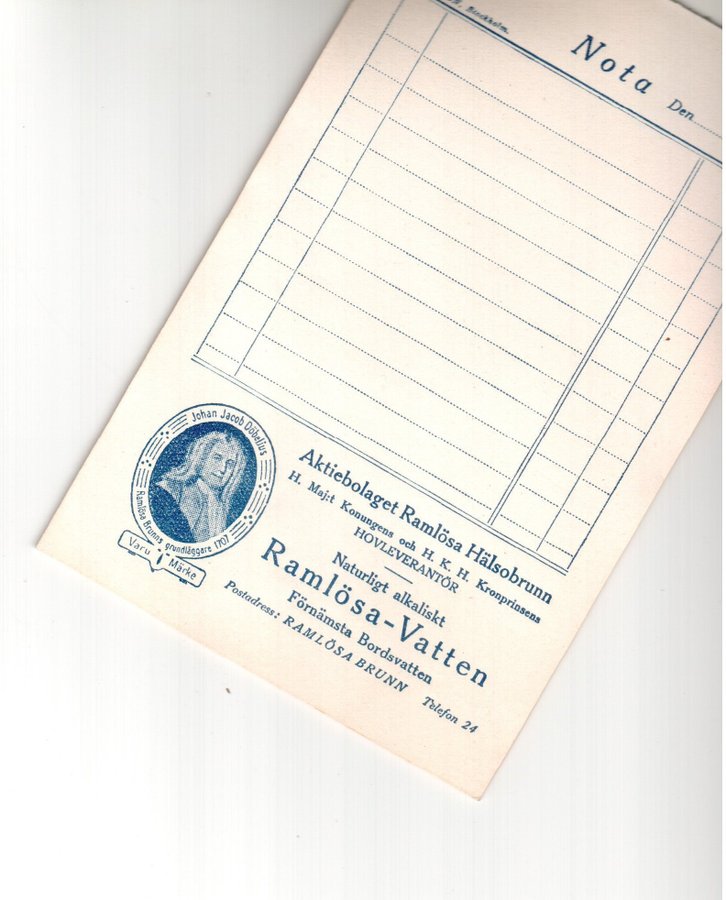 Stockholm.
Nota
Den
Johan Jacob Döbelius
Ramlösa Brunns grundläggare 1707
Varu Märke
Aktiebolaget Ramlösa Hälsobrunn
H. Maj:t Konungens och H. K. H. Kronprinsens
HOVLEVERANTÖR
Naturligt alkaliskt
Ramlösa-Vatten
Förnämsta Bordsvatten
Postadress: RAMLÖSA BRUNN Telefon 24